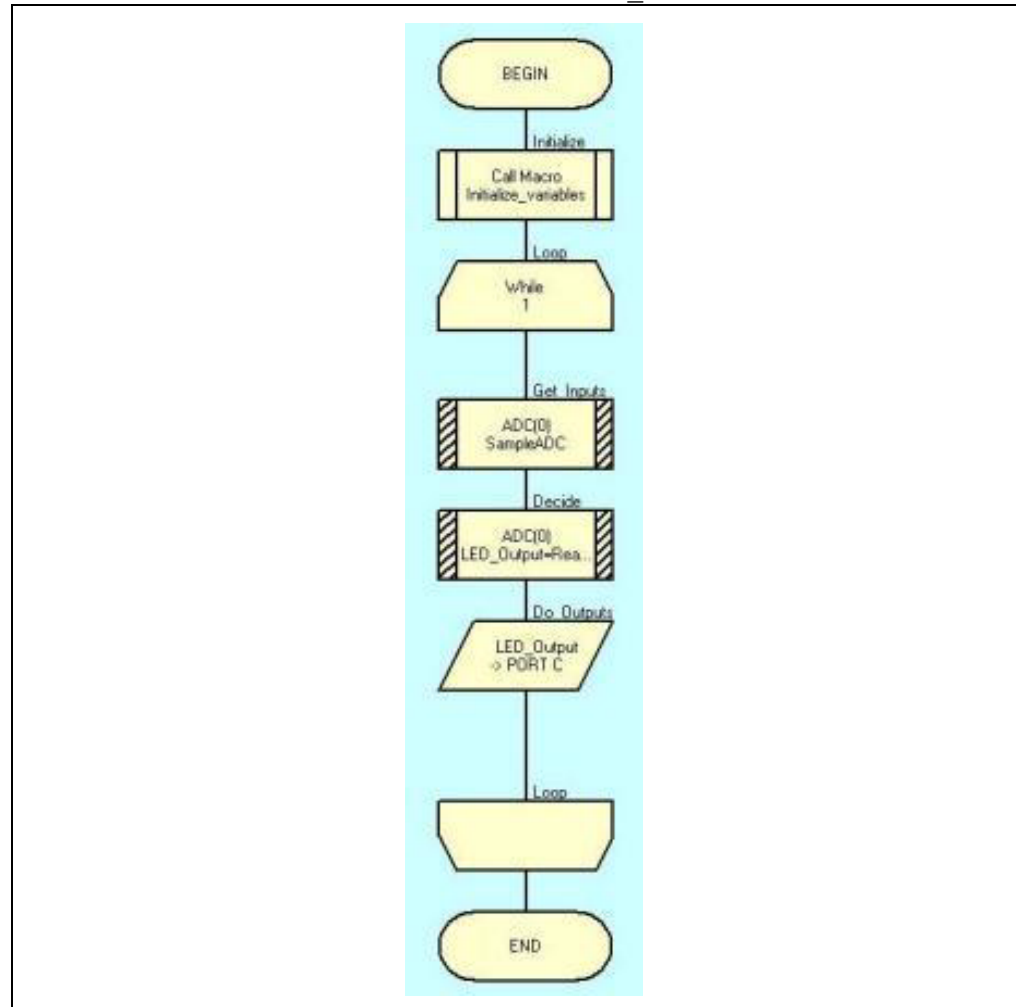 BEGIN
Initialize
Call Macro
Initialize_variables
Loop
While
1
Get Inputs
ADC(0)
SampleADC
Decide
ADC(0)
LED_Output=Rea...
Do Outputs
LED_Output
-> PORT C
Loop
END